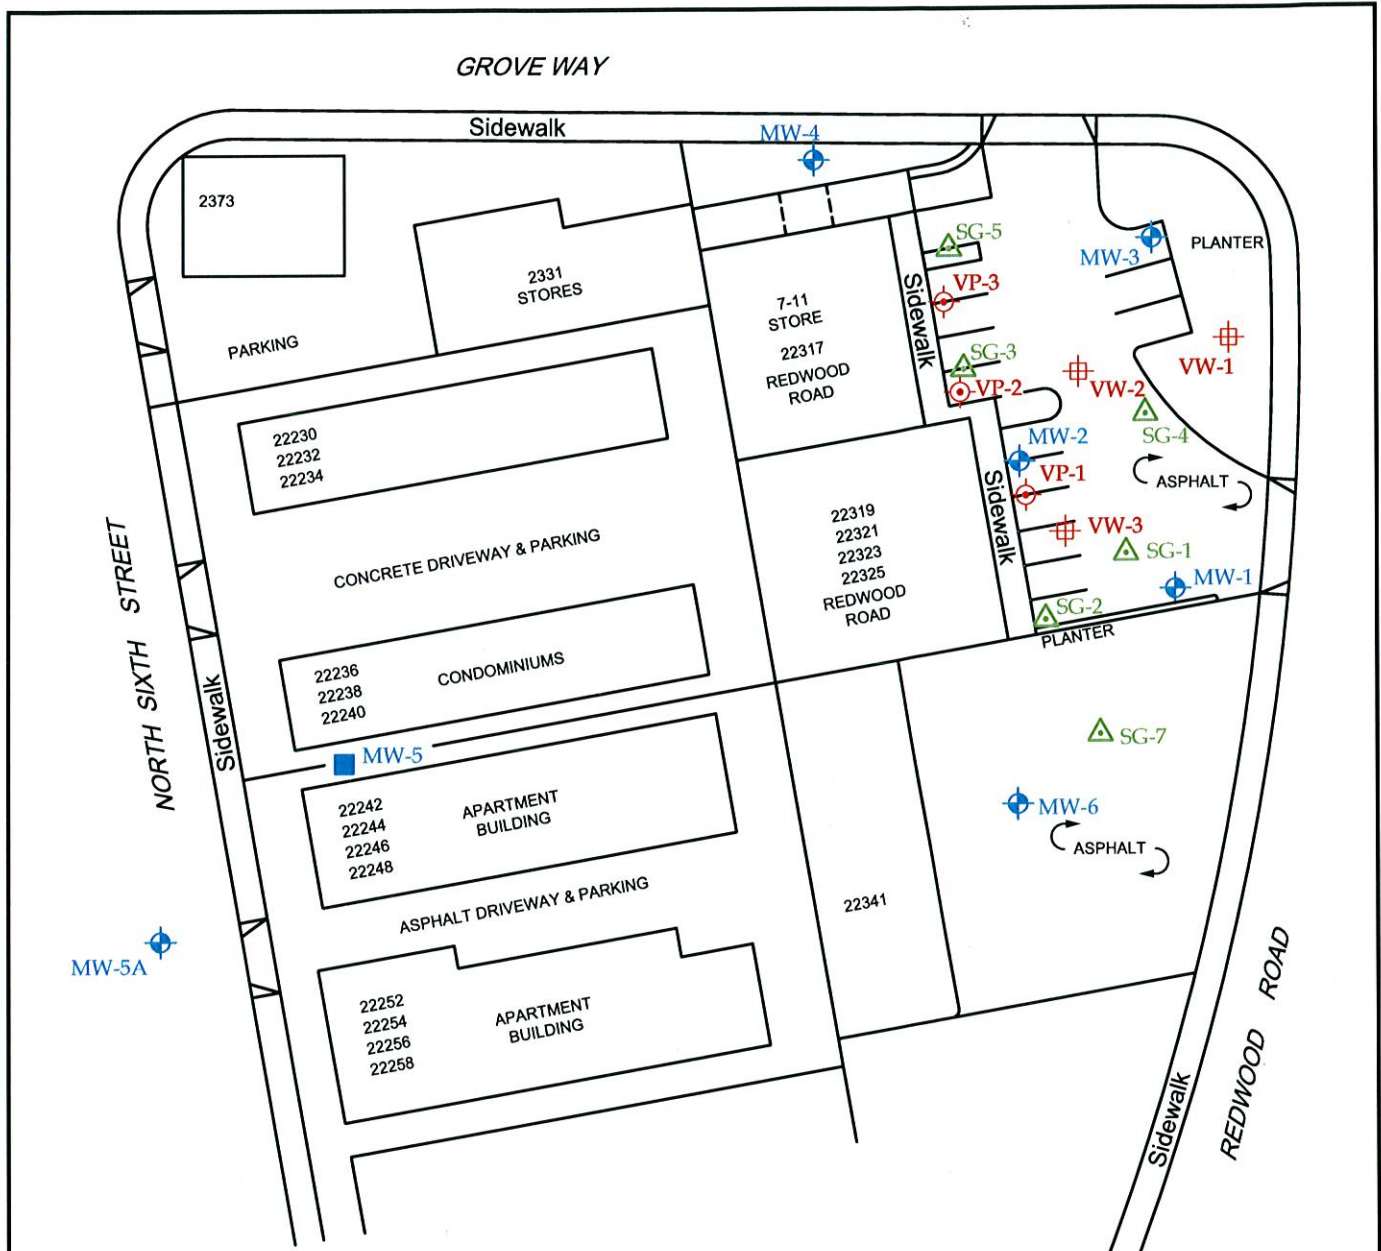 GROVE WAY
Sidewalk
MW-4
2373
SG-5
PLANTER
MW-3
2331
STORES
VP-3
7-11
STORE
22317
REDWOOD
ROAD
Sidewalk
PARKING
SG-3
VW-1
VP-2
VW-2
SG-4
22230
22232
22234
MW-2
VP-1
ASPHALT
Sidewalk
22319
22321
22323
22325
REDWOOD
ROAD
VW-3
SG-1
MW-1
SG-2
PLANTER
CONCRETE DRIVEWAY & PARKING
NORTH SIXTH STREET
Sidewalk
22236
22238
22240
CONDOMINIUMS
MW-5
SG-7
22242
22244
22246
22248
APARTMENT
BUILDING
MW-6
ASPHALT
ASPHALT DRIVEWAY & PARKING
22341
MW-5A
22252
22254
22256
22258
APARTMENT
BUILDING
REDWOOD ROAD
Sidewalk